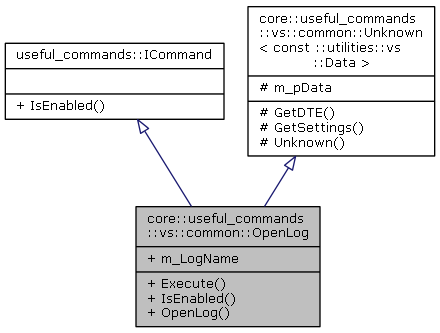 useful_commands::ICommand
+ IsEnabled()
core::useful_commands
::vs::common::Unknown
< const ::utilities::vs
::Data >
# m_pData
# GetDTE()
# GetSettings()
# Unknown()
core::useful_commands
::vs::common::OpenLog
+ m_LogName
+ Execute()
+ IsEnabled()
+ OpenLog()